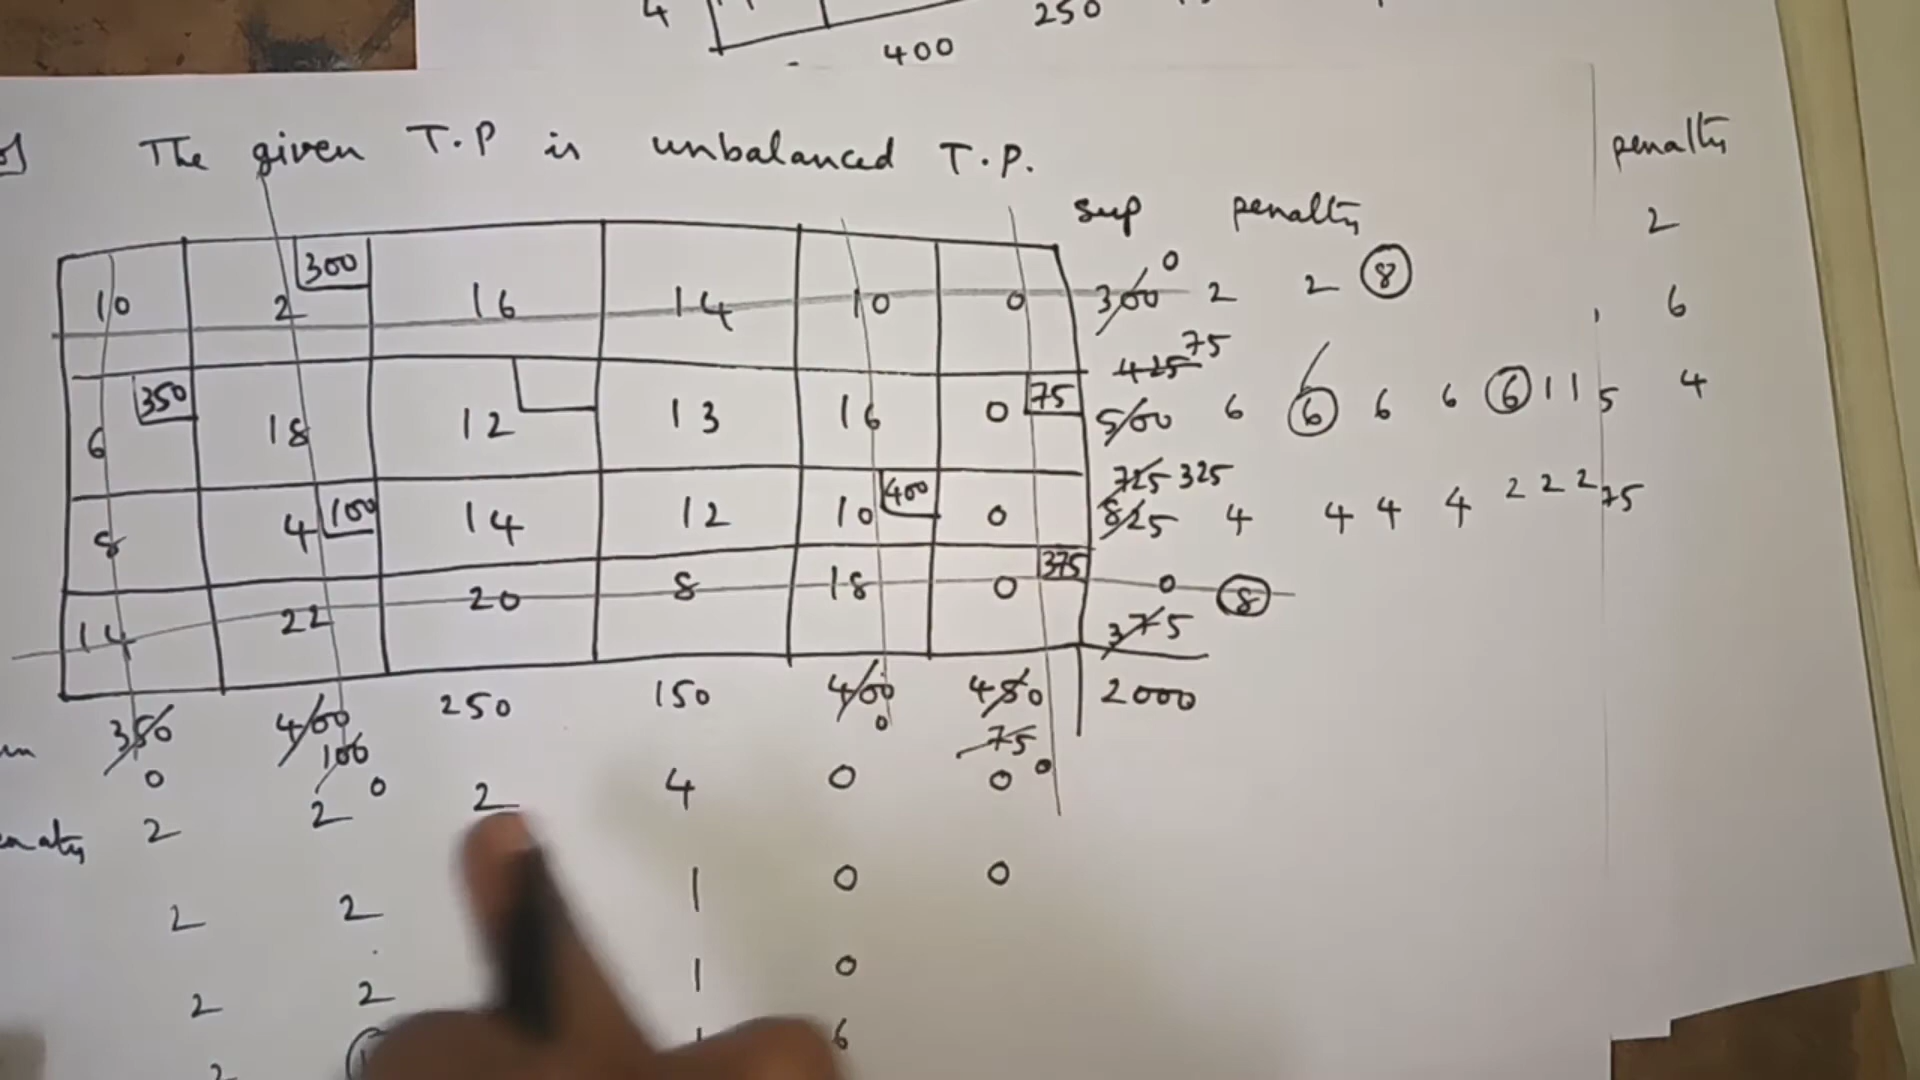 4
400
250
The given T.P is unbalanced T.P.
penalty
sup penalty
2
10 2 300 16 14 10 0 300 0 2 2 8
6
425 75
6 350 18 12 13 16 0 75 500 6 6 6 6 6 1 1 5
4
725 325
8 4 100 14 12 10 400 0 825 4 4 4 4 2 2 2 75
14 22 20 8 18 0 375 0 8
375
350 400 250 150 400 450 2000
0 100 0 0 75 0
2 2 2 4 0 0
2 2 1 0 0
2 2 1 0
2 6